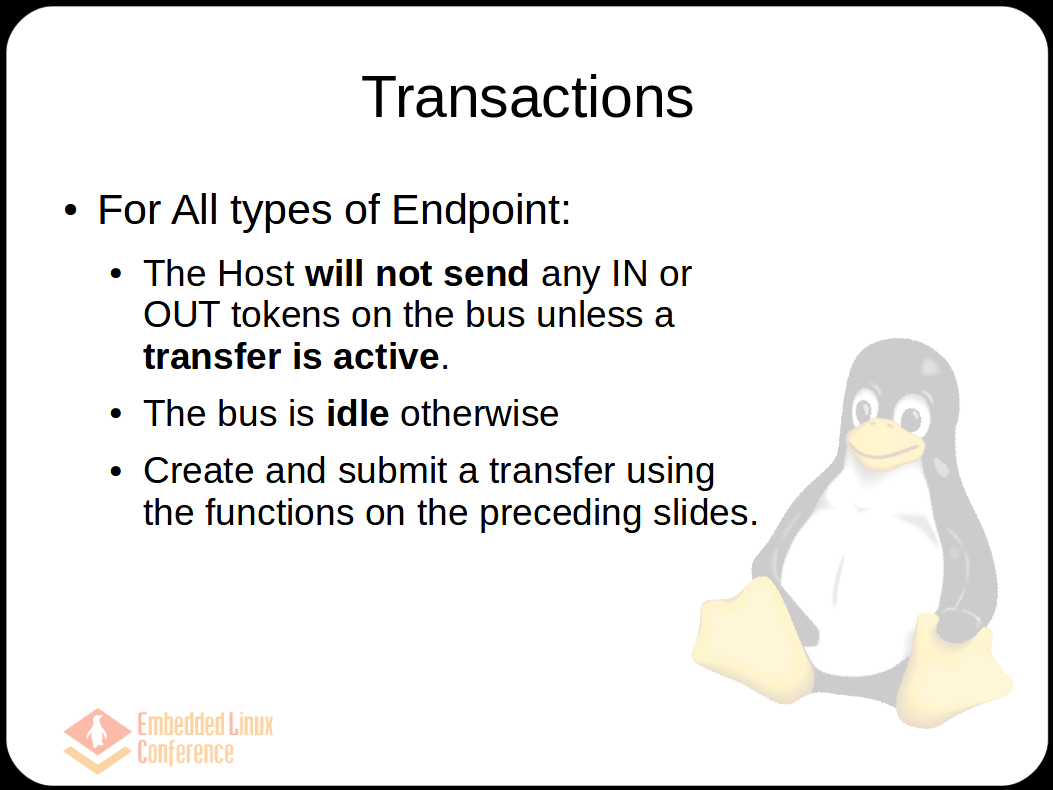 Transactions
• For All types of Endpoint:
• The Host will not send any IN or
OUT tokens on the bus unless a
transfer is active.
• The bus is idle otherwise
• Create and submit a transfer using
the functions on the preceding slides.
Embedded Linux
Conference